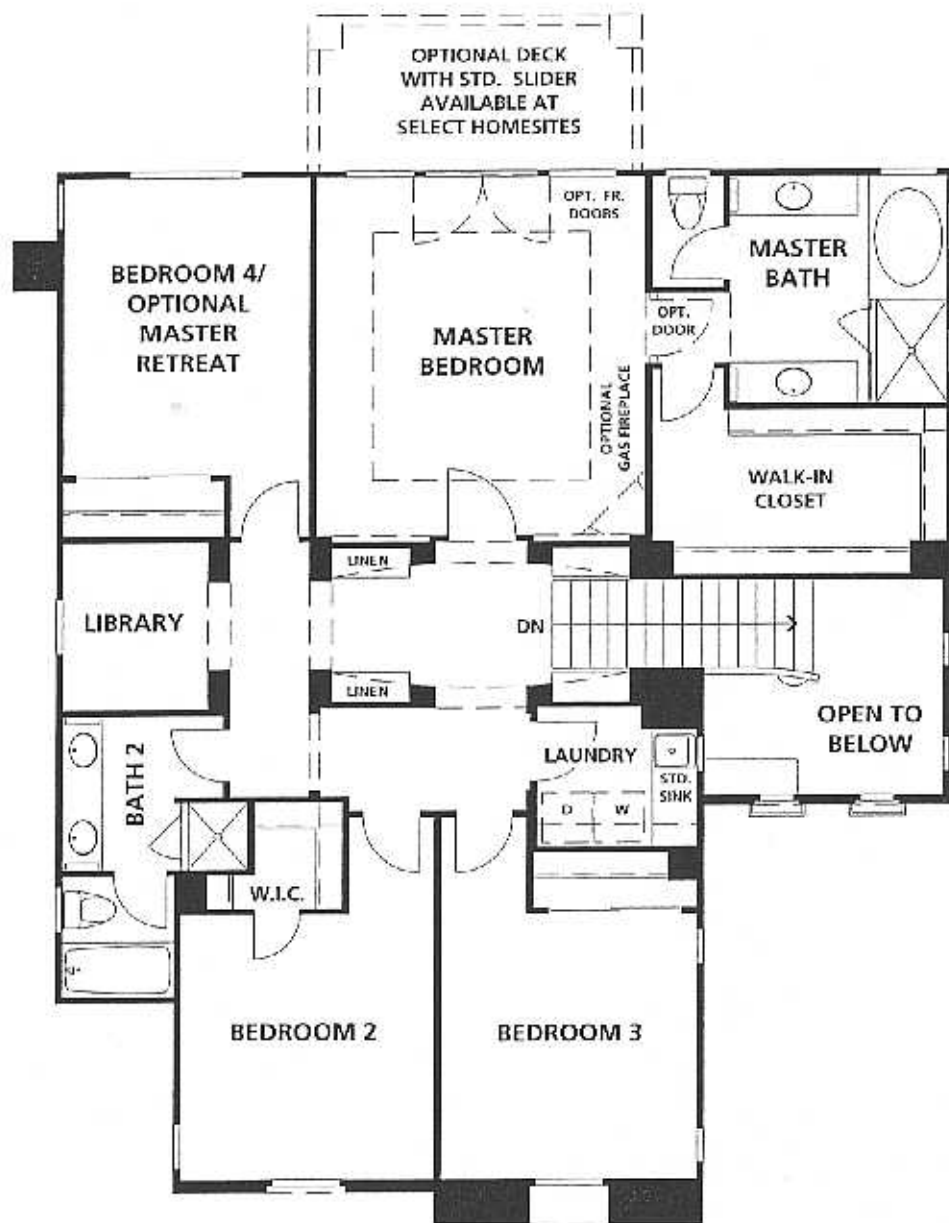 OPTIONAL DECK
WITH STD. SLIDER
AVAILABLE AT
SELECT HOMESITES
OPT. FR.
DOORS
BEDROOM 4/
OPTIONAL
MASTER
RETREAT
MASTER
BEDROOM
MASTER
BATH
OPT.
DOOR
OPTIONAL
GAS FIREPLACE
WALK-IN
CLOSET
LINEN
LIBRARY
DN
LINEN
OPEN TO
BELOW
BATH 2
LAUNDRY
STD.
SINK
D
W
W.I.C.
BEDROOM 2
BEDROOM 3